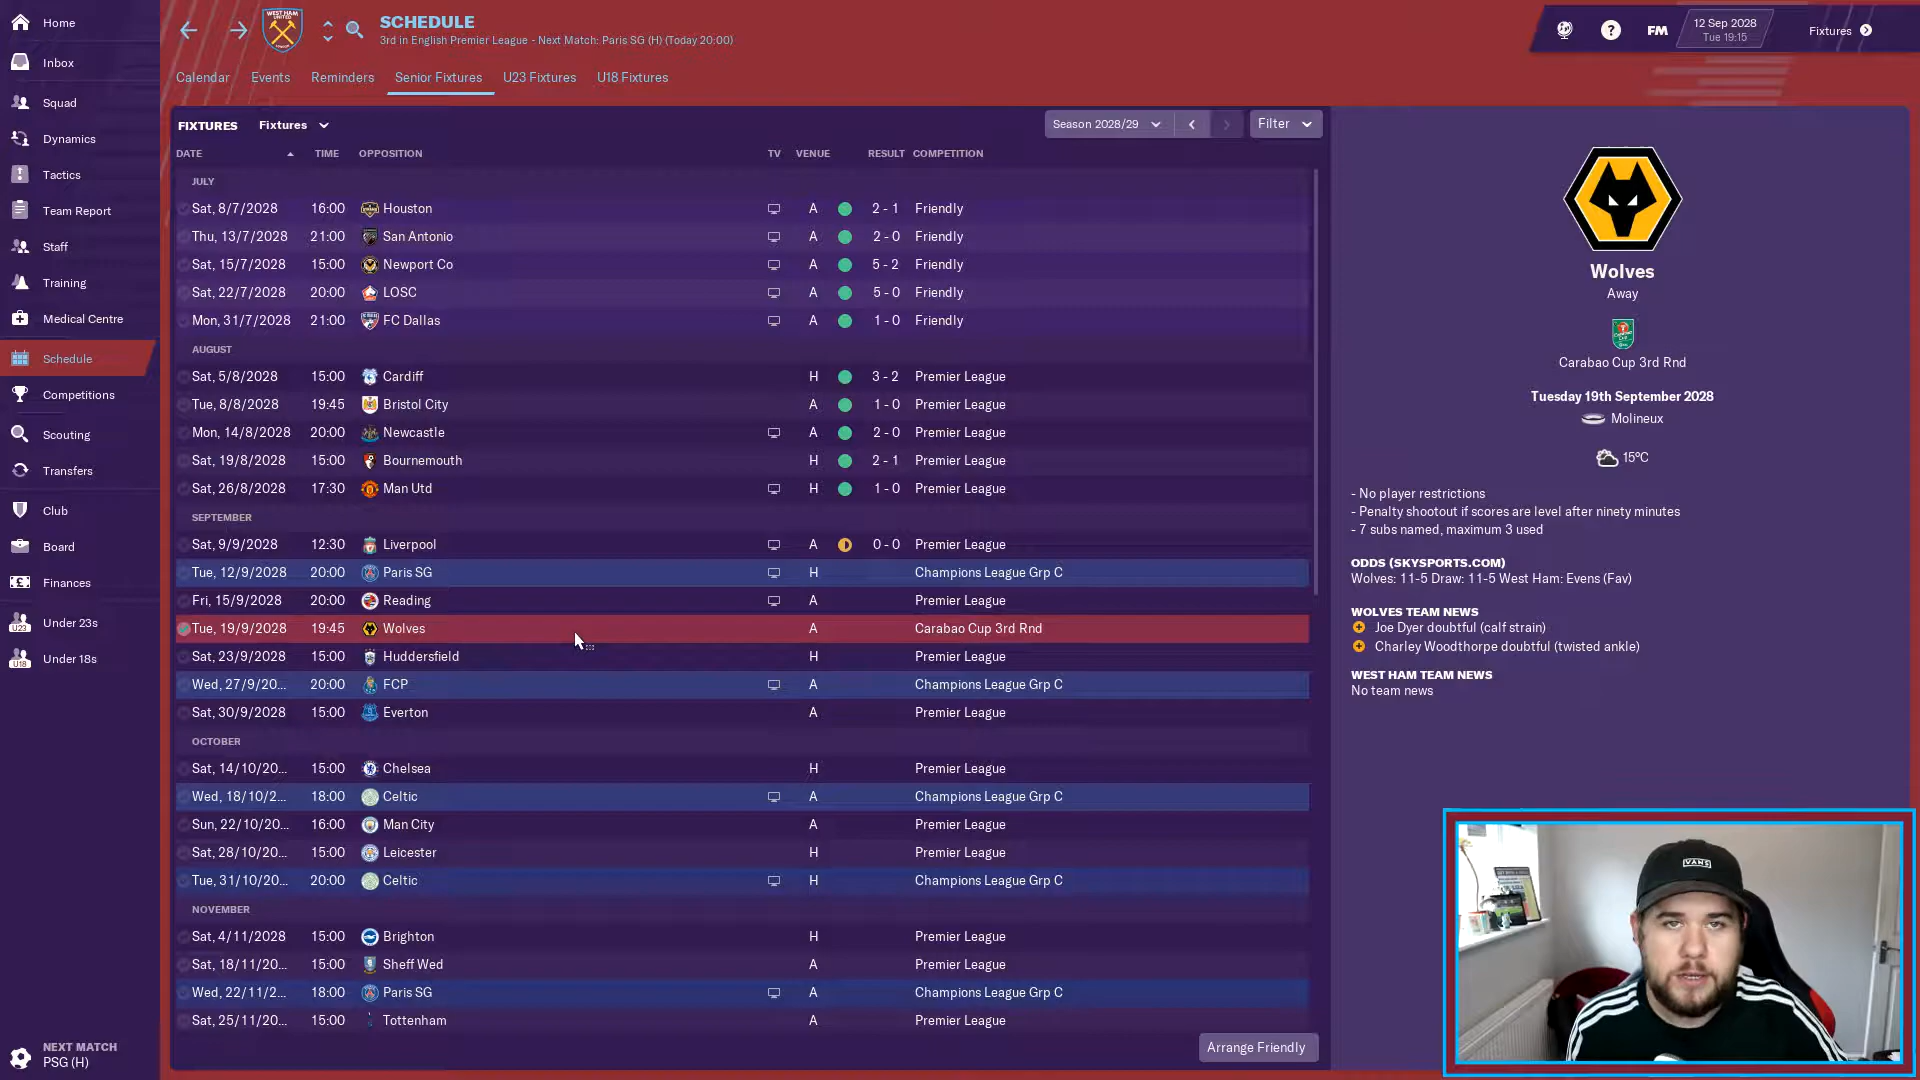 Home
Inbox
Squad
Dynamics
Tactics
Team Report
Staff
Training
Medical Centre
Schedule
Competitions
Scouting
Transfers
Club
Board
Finances
U23 Under 23s
U18 Under 18s
NEXT MATCH
PSG (H)
WEST HAM UNITED
SCHEDULE
3rd in English Premier League - Next Match: Paris SG (H) (Today 20:00)
? FM
12 Sep 2028
Tue 19:15
Fixtures
Calendar Events Reminders Senior Fixtures U23 Fixtures U18 Fixtures
FIXTURES Fixtures Season 2028/29 Filter
DATE TIME OPPOSITION TV VENUE RESULT COMPETITION
JULY
Sat, 8/7/2028 16:00 Houston A 2 - 1 Friendly
Thu, 13/7/2028 21:00 San Antonio A 2 - 0 Friendly
Sat, 15/7/2028 15:00 Newport Co A 5 - 2 Friendly
Sat, 22/7/2028 20:00 LOSC A 5 - 0 Friendly
Mon, 31/7/2028 21:00 FC Dallas A 1 - 0 Friendly
AUGUST
Sat, 5/8/2028 15:00 Cardiff H 3 - 2 Premier League
Tue, 8/8/2028 19:45 Bristol City A 1 - 0 Premier League
Mon, 14/8/2028 20:00 Newcastle A 2 - 0 Premier League
Sat, 19/8/2028 15:00 Bournemouth H 2 - 1 Premier League
Sat, 26/8/2028 17:30 Man Utd H 1 - 0 Premier League
SEPTEMBER
Sat, 9/9/2028 12:30 Liverpool A 0 - 0 Premier League
Tue, 12/9/2028 20:00 Paris SG H Champions League Grp C
Fri, 15/9/2028 20:00 Reading A Premier League
Tue, 19/9/2028 19:45 Wolves A Carabao Cup 3rd Rnd
Sat, 23/9/2028 15:00 Huddersfield H Premier League
Wed, 27/9/20... 20:00 FCP A Champions League Grp C
Sat, 30/9/2028 15:00 Everton A Premier League
OCTOBER
Sat, 14/10/20... 15:00 Chelsea H Premier League
Wed, 18/10/2... 18:00 Celtic A Champions League Grp C
Sun, 22/10/20... 16:00 Man City A Premier League
Sat, 28/10/20... 15:00 Leicester H Premier League
Tue, 31/10/20... 20:00 Celtic H Champions League Grp C
NOVEMBER
Sat, 4/11/2028 15:00 Brighton H Premier League
Sat, 18/11/20... 15:00 Sheff Wed A Premier League
Wed, 22/11/2... 18:00 Paris SG A Champions League Grp C
Sat, 25/11/20... 15:00 Tottenham A Premier League
Arrange Friendly
Wolves
Away
Carabao Cup 3rd Rnd
Tuesday 19th September 2028
Molineux
15°C
- No player restrictions
- Penalty shootout if scores are level after ninety minutes
- 7 subs named, maximum 3 used
ODDS (SKYSPORTS.COM)
Wolves: 11-5 Draw: 11-5 West Ham: Evens (Fav)
WOLVES TEAM NEWS
Joe Dyer doubtful (calf strain)
Charley Woodthorpe doubtful (twisted ankle)
WEST HAM TEAM NEWS
No team news
VANS